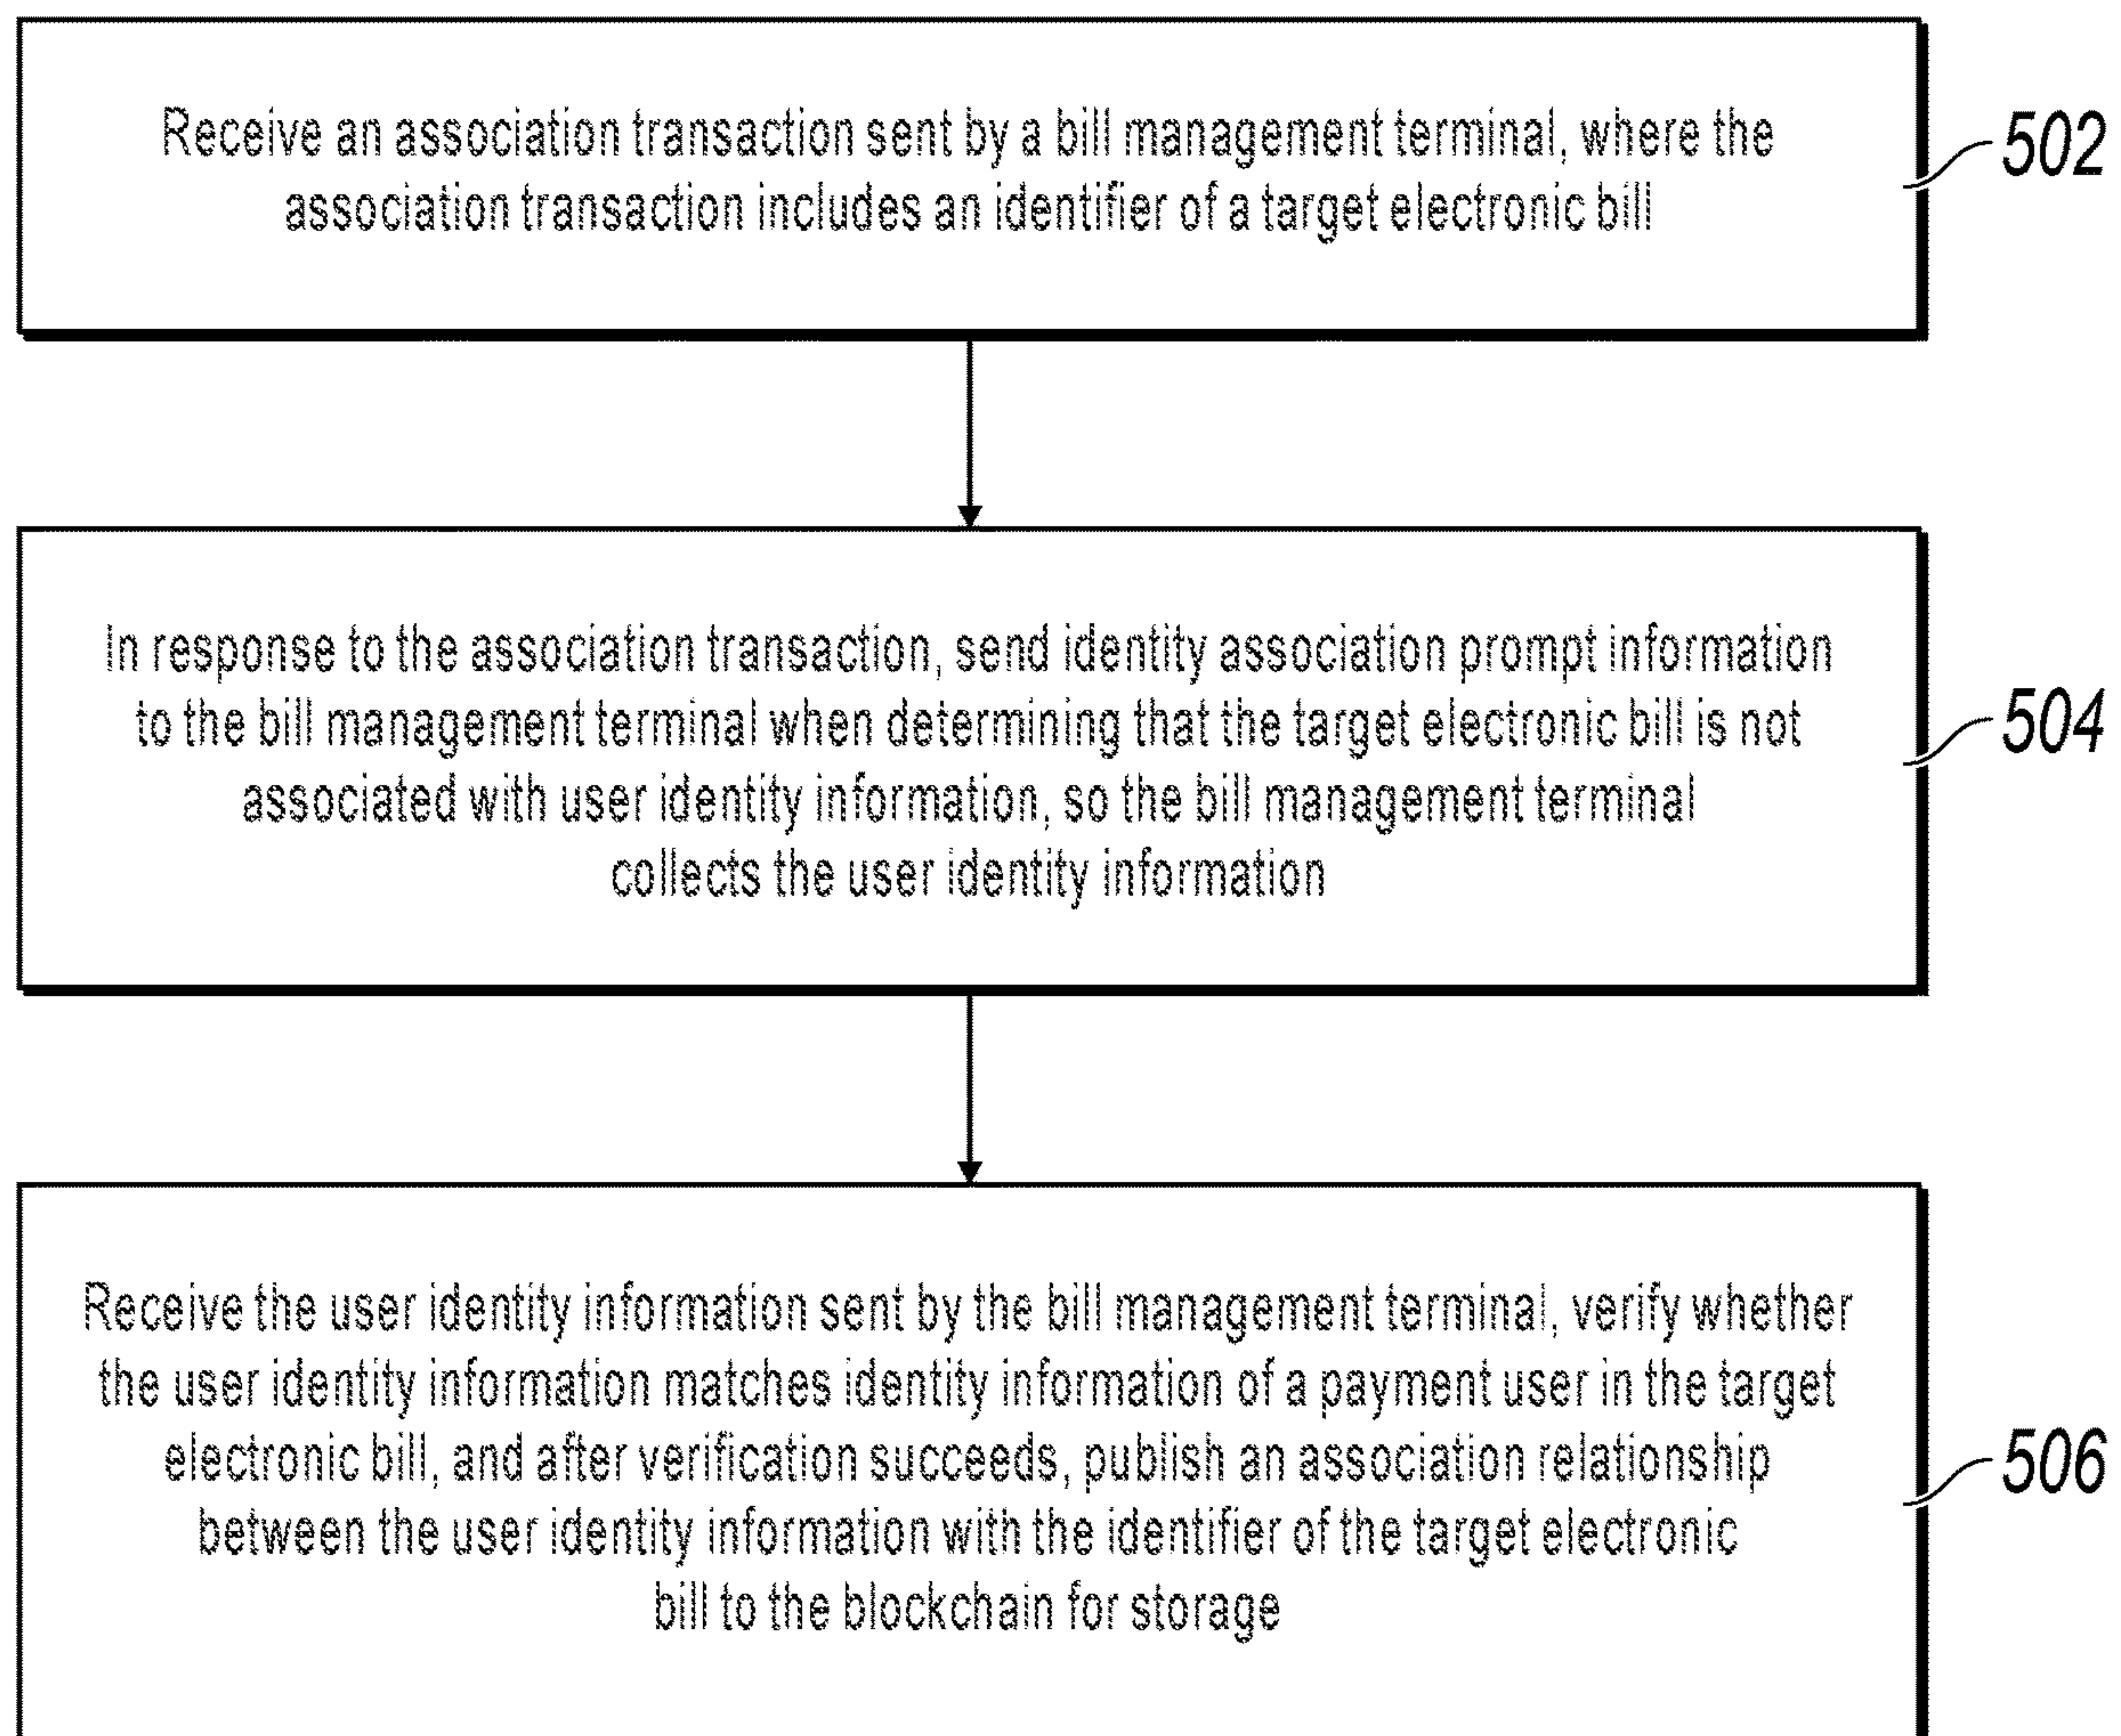 Receive an association transaction sent by a bill management terminal, where the
association transaction includes an identifier of a target electronic bill
502
In response to the association transaction, send identity association prompt information
to the bill management terminal when determining that the target electronic bill is not
associated with user identity information, so the bill management terminal
collects the user identity information
504
Receive the user identity information sent by the bill management terminal, verify whether
the user identity information matches identity information of a payment user in the target
electronic bill, and after verification succeeds, publish an association relationship
between the user identity information with the identifier of the target electronic
bill to the blockchain for storage
506